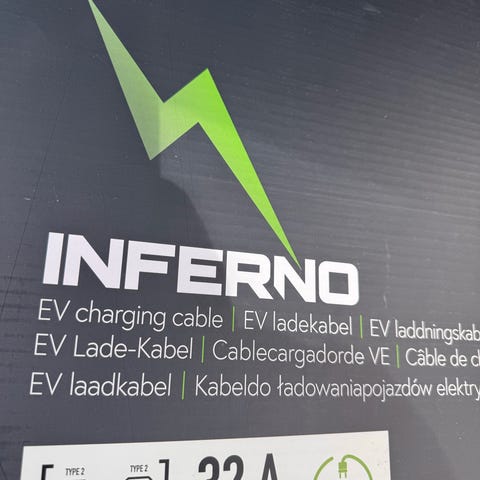 INFERNO
EV charging cable | EV ladekabel | EV laddningskab
EV Lade-Kabel | Cablecargadorde VE | Câble de c
EV laadkabel | Kabeldo ładowaniapojazdów elektry
TYPE 2 TYPE 2
32 A